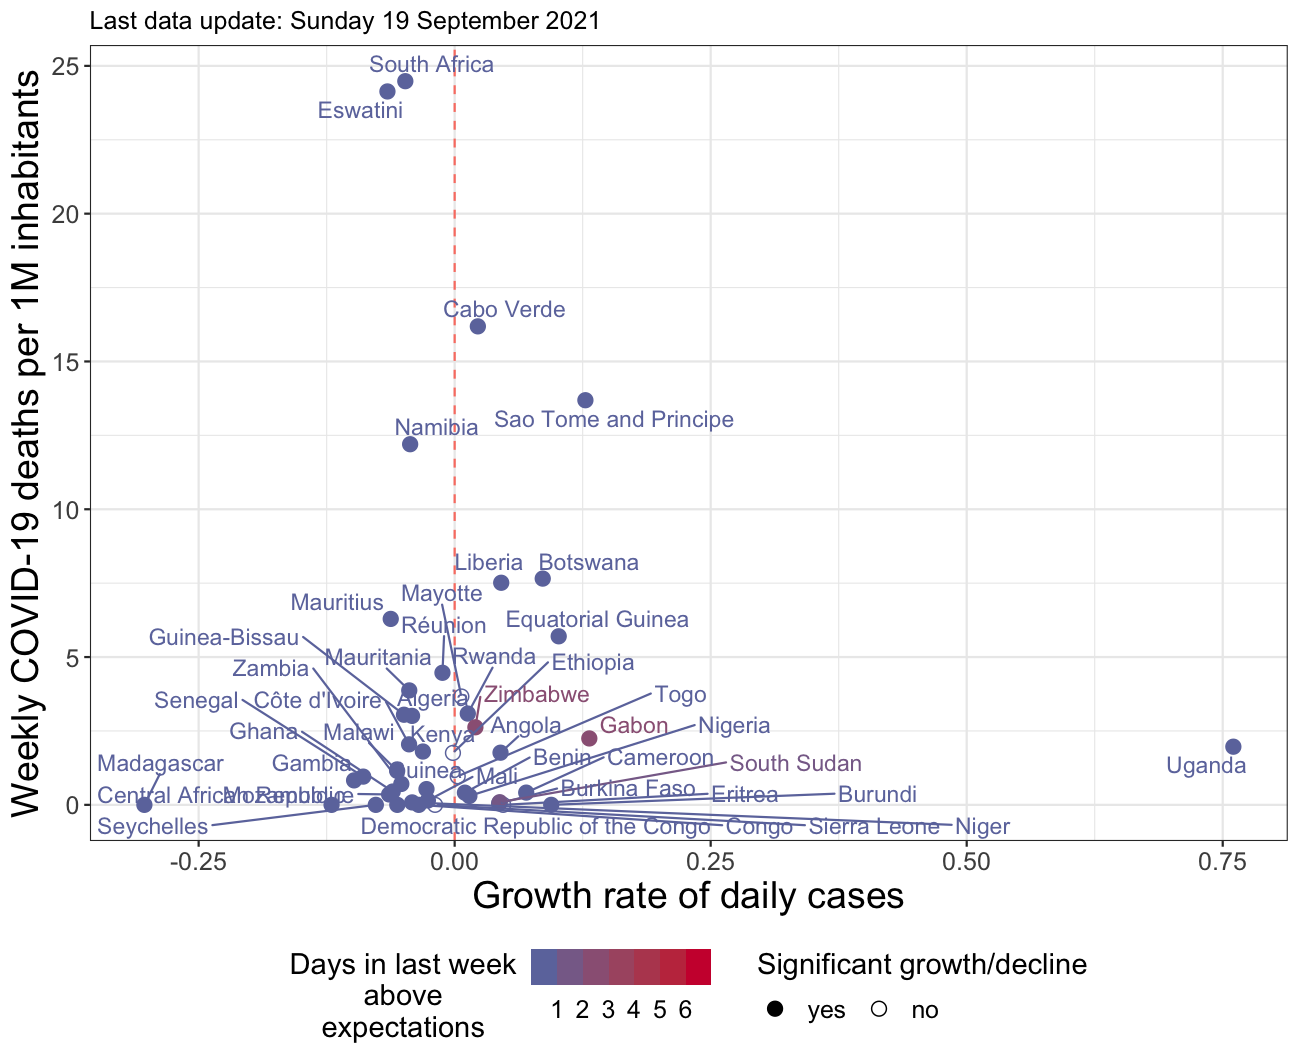 Last data update: Sunday 19 September 2021
Weekly COVID-19 deaths per 1M inhabitants
25
20
15
10
5
0
South Africa
Eswatini
Cabo Verde
Sao Tome and Principe
Namibia
Liberia
Botswana
Mayotte
Mauritius
Réunion
Equatorial Guinea
Guinea-Bissau
Mauritania
Rwanda
Ethiopia
Zambia
Senegal
Côte d'Ivoire
Algeria
Zimbabwe
Togo
Ghana
Malawi
Kenya
Angola
Gabon
Nigeria
Madagascar
Gambia
Guinea
Mali
Benin
Cameroon
South Sudan
Uganda
Central African Republic
Mozambique
Burkina Faso
Eritrea
Burundi
Seychelles
Democratic Republic of the Congo
Congo
Sierra Leone
Niger
-0.25
0.00
0.25
0.50
0.75
Growth rate of daily cases
Days in last week
above
expectations
1 2 3 4 5 6
Significant growth/decline
yes
no